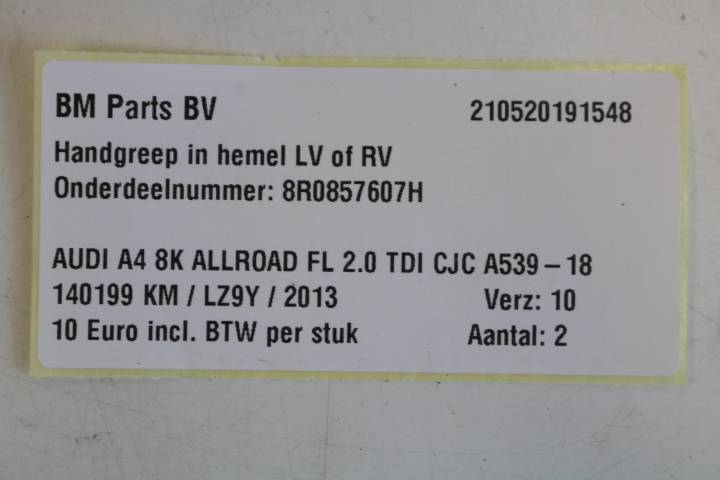 BM Parts BV 210520191548
Handgreep in hemel LV of RV
Onderdeelnummer: 8R0857607H
AUDI A4 8K ALLROAD FL 2.0 TDI CJC A539 – 18
140199 KM / LZ9Y / 2013 Verz: 10
10 Euro incl. BTW per stuk Aantal: 2